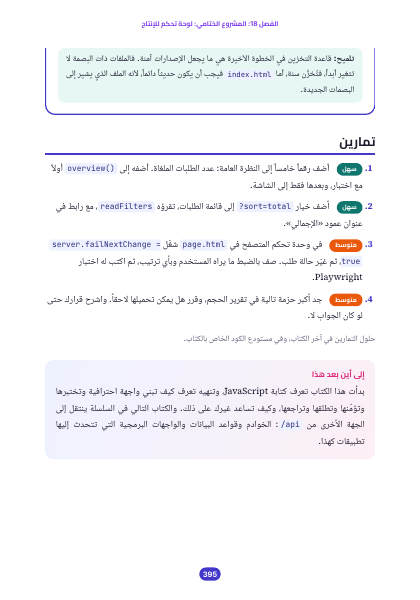 الفصل 18: المشروع الختامي: لوحة تحكم للإنتاج
تلميح: قاعدة التخزين في الخطوة الأخيرة هي ما يجعل الإصدارات آمنة. فالملفات ذات البصمة لا
تتغير أبداً، فتُخزَّن سنة. أما index.html فيجب أن يكون حديثاً دائماً، لأنه الملف الذي يشير إلى
البصمات الجديدة.
تمارين
1. سهل أضف رقماً خامساً إلى النظرة العامة: عدد الطلبات الملغاة. أضفه إلى overview() أولاً
مع اختبار، وبعدها فقط إلى الشاشة.
2. سهل أضف خيار ?sort=total إلى قائمة الطلبات، تقرؤه readFilters، مع رابط في
عنوان عمود «الإجمالي».
3. متوسط في وحدة تحكم المتصفح في page.html شغّل server.failNextChange =
true، ثم غيّر حالة طلب. صف بالضبط ما يراه المستخدم وبأي ترتيب، ثم اكتب له اختبار
Playwright.
4. متوسط جد أكبر حزمة تالية في تقرير الحجم، وقرر هل يمكن تحميلها لاحقاً. واشرح قرارك حتى
لو كان الجواب لا.
حلول التمارين في آخر الكتاب، وفي مستودع الكود الخاص بالكتاب.
إلى أين بعد هذا
بدأت هذا الكتاب تعرف كتابة JavaScript، وتنهيه تعرف كيف تبني واجهة احترافية وتختبرها
وتؤمّنها وتطلقها وتراجعها، وكيف تساعد غيرك على ذلك. والكتاب التالي في السلسلة ينتقل إلى
الجهة الأخرى من /api: الخوادم وقواعد البيانات والواجهات البرمجية التي تتحدث إليها
تطبيقات كهذا.
395